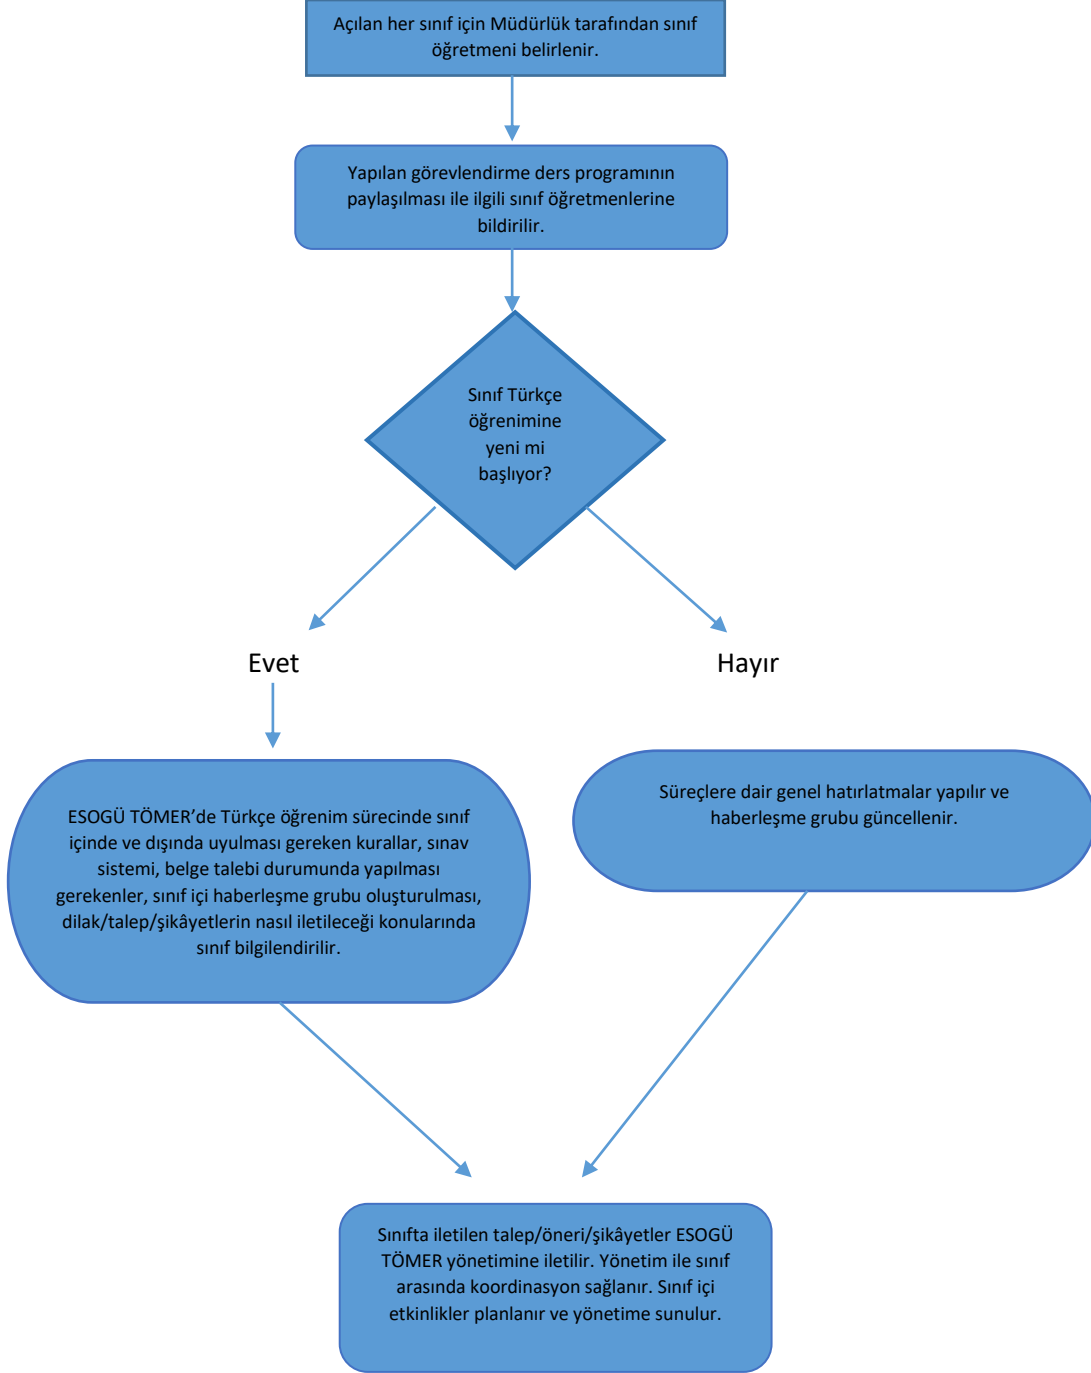 Açılan her sınıf için Müdürlük tarafından sınıf
öğretmeni belirlenir.
Yapılan görevlendirme ders programının
paylaşılması ile ilgili sınıf öğretmenlerine
bildirilir.
Sınıf Türkçe
öğrenimine
yeni mi
başlıyor?
Evet
Hayır
ESOGÜ TÖMER’de Türkçe öğrenim sürecinde sınıf
içinde ve dışında uyulması gereken kurallar, sınav
sistemi, belge talebi durumunda yapılması
gerekenler, sınıf içi haberleşme grubu oluşturulması,
dilak/talep/şikâyetlerin nasıl iletileceği konularında
sınıf bilgilendirilir.
Süreçlere dair genel hatırlatmalar yapılır ve
haberleşme grubu güncellenir.
Sınıfta iletilen talep/öneri/şikâyetler ESOGÜ
TÖMER yönetimine iletilir. Yönetim ile sınıf
arasında koordinasyon sağlanır. Sınıf içi
etkinlikler planlanır ve yönetime sunulur.